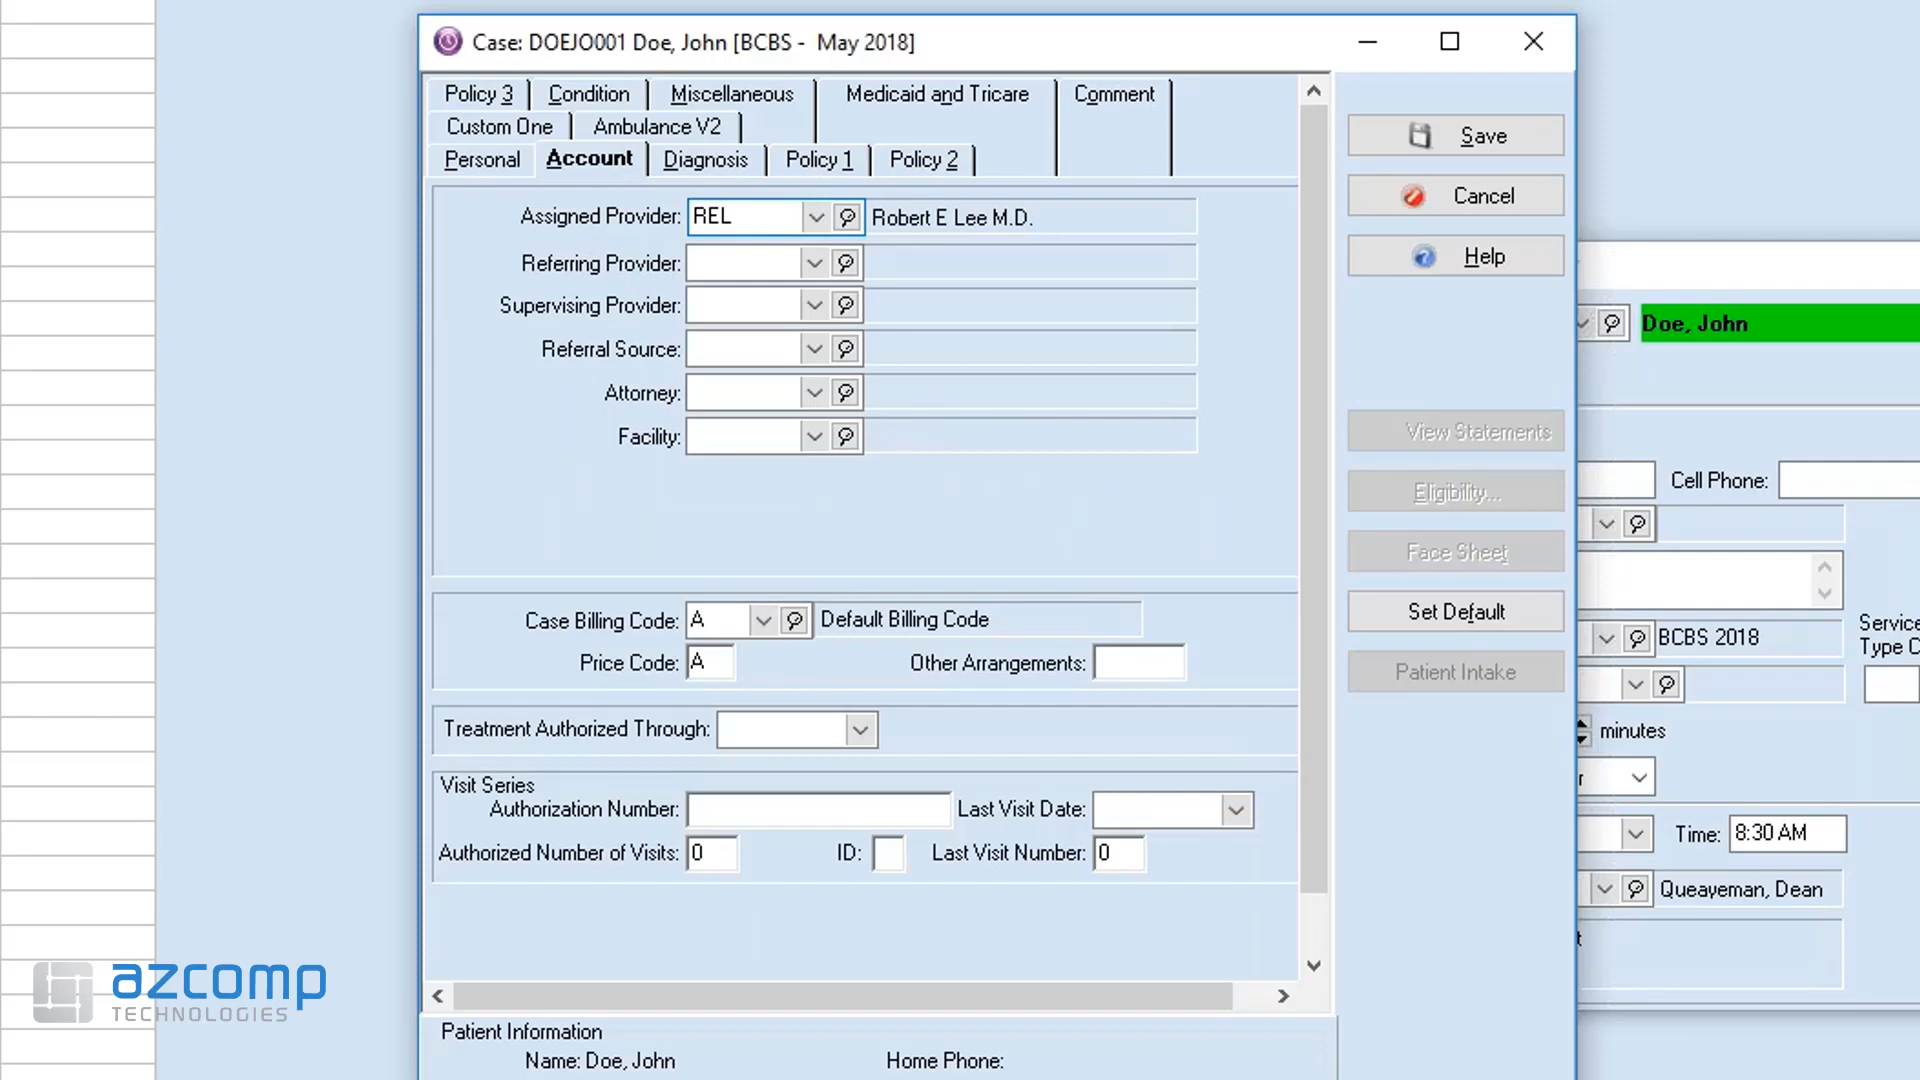 Case: DOEJO001 Doe, John [BCBS - May 2018]
Policy 3 Condition Miscellaneous Medicaid and Tricare Comment
Custom One Ambulance V2
Personal Account Diagnosis Policy 1 Policy 2
Assigned Provider: REL Robert E Lee M.D.
Referring Provider:
Supervising Provider:
Referral Source:
Attorney:
Facility:
Case Billing Code: A Default Billing Code
Price Code: A Other Arrangements:
Treatment Authorized Through:
Visit Series
Authorization Number: Last Visit Date:
Authorized Number of Visits: 0 ID: Last Visit Number: 0
Patient Information
Name: Doe, John Home Phone:
Save
Cancel
Help
View Statements
Eligibility...
Face Sheet
Set Default
Patient Intake
Doe, John
Cell Phone:
BCBS 2018
Service
Type
minutes
Time: 8:30 AM
Queayeman, Dean
azcomp
TECHNOLOGIES